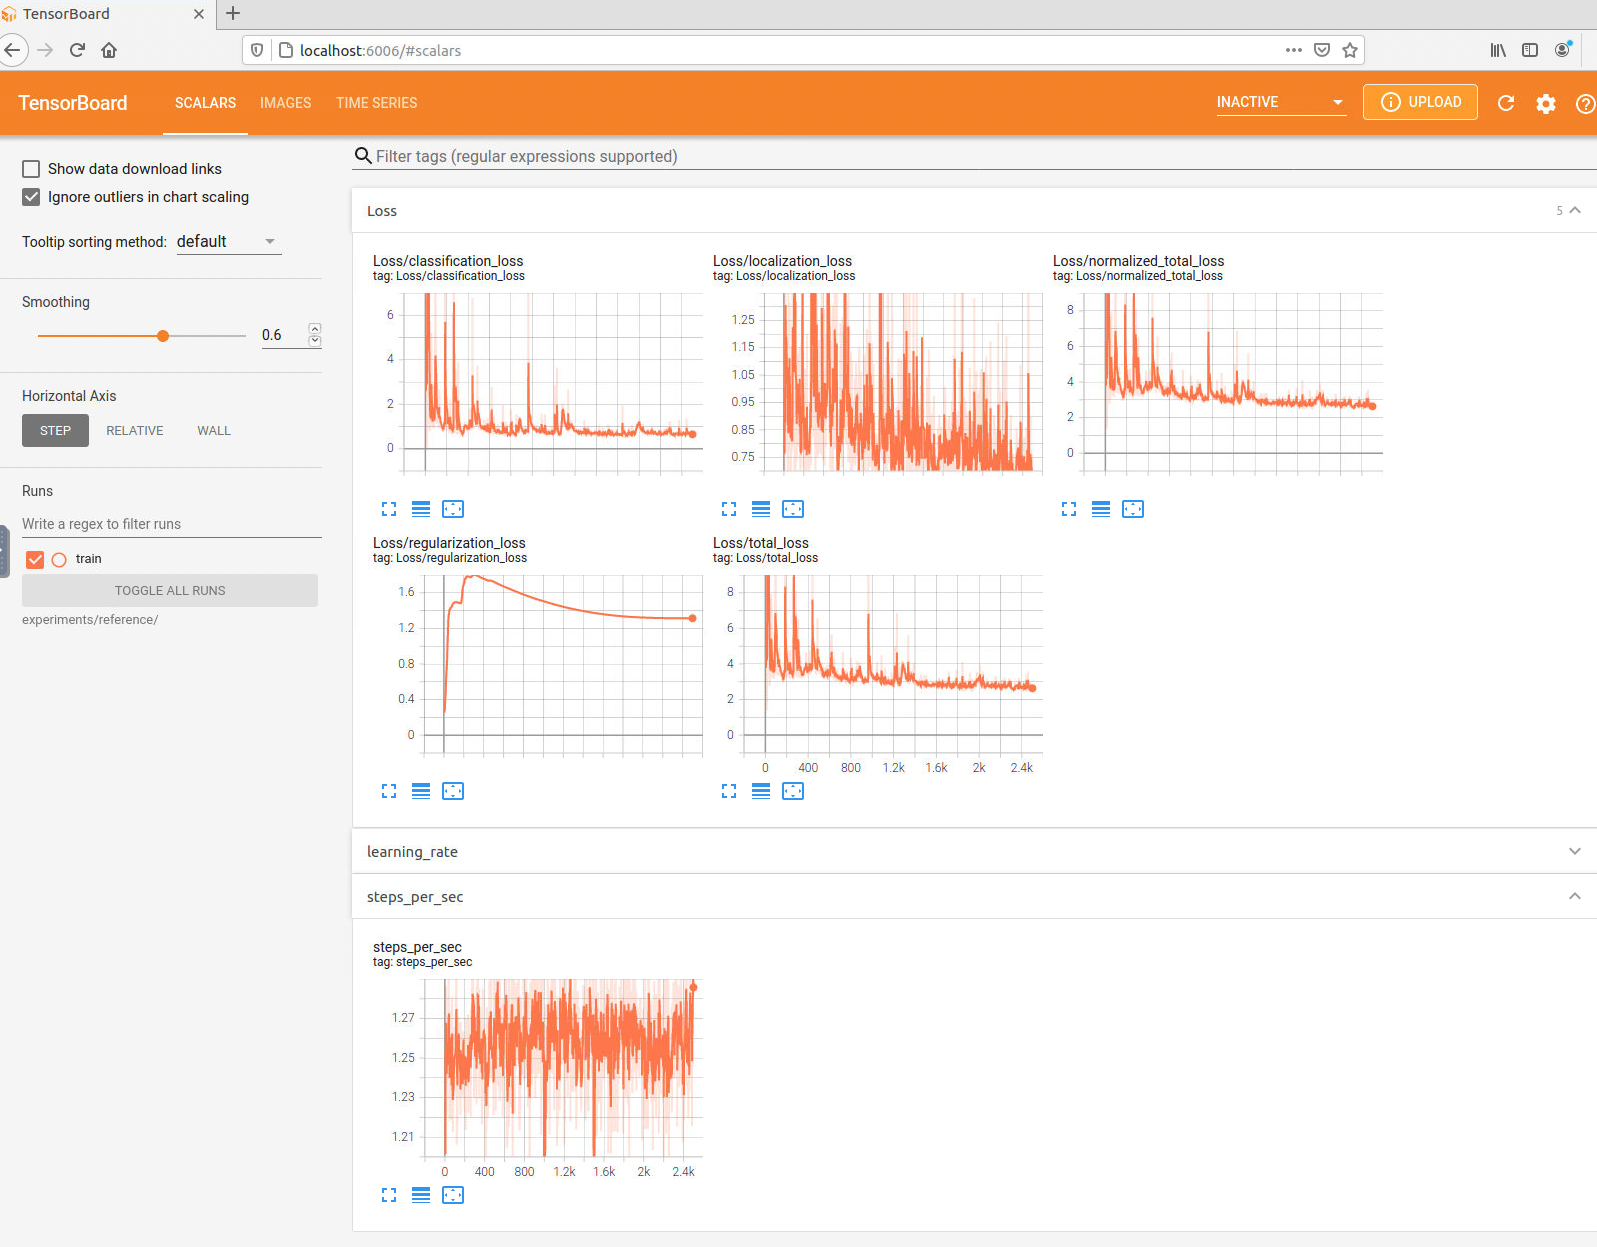 TensorBoard
localhost:6006/#scalars
TensorBoard
SCALARS
IMAGES
TIME SERIES
INACTIVE
UPLOAD
Show data download links
Ignore outliers in chart scaling
Tooltip sorting method: default
Smoothing
0.6
Horizontal Axis
STEP
RELATIVE
WALL
Runs
Write a regex to filter runs
train
TOGGLE ALL RUNS
experiments/reference/
Filter tags (regular expressions supported)
Loss
5
Loss/classification_loss
tag: Loss/classification_loss
6
4
2
0
Loss/localization_loss
tag: Loss/localization_loss
1.25
1.15
1.05
0.95
0.85
0.75
Loss/normalized_total_loss
tag: Loss/normalized_total_loss
8
6
4
2
0
Loss/regularization_loss
tag: Loss/regularization_loss
1.6
1.2
0.8
0.4
0
Loss/total_loss
tag: Loss/total_loss
8
6
4
2
0
0 400 800 1.2k 1.6k 2k 2.4k
learning_rate
steps_per_sec
steps_per_sec
tag: steps_per_sec
1.27
1.25
1.23
1.21
0 400 800 1.2k 1.6k 2k 2.4k